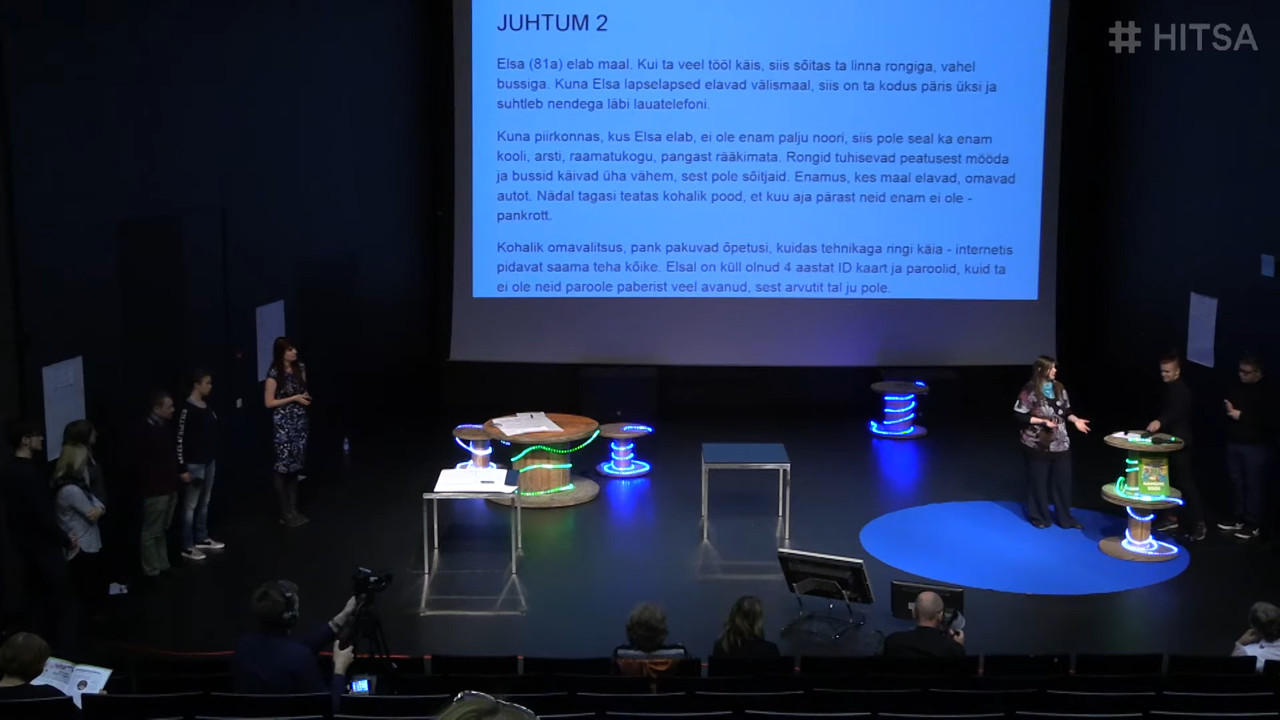 # HITSA
JUHTUM 2
Elsa (81a) elab maal. Kui ta veel tööl käis, siis sõitas ta linna rongiga, vahel
bussiga. Kuna Elsa lapselapsed elavad välismaal, siis on ta kodus päris üksi ja
suhtleb nendega läbi lauatelefoni.
Kuna piirkonnas, kus Elsa elab, ei ole enam palju noori, siis pole seal ka enam
kooli, arsti, raamatukogu, pangast rääkimata. Rongid tuhisevad peatusest mööda
ja bussid käivad üha vähem, sest pole sõitjaid. Enamus, kes maal elavad, omavad
autot. Nädal tagasi teatas kohalik pood, et kuu aja pärast neid enam ei ole -
pankrott.
Kohalik omavalitsus, pank pakuvad õpetusi, kuidas tehnikaga ringi käia - internetis
pidavat saama teha kõike. Elsal on küll olnud 4 aastat ID kaart ja paroolid, kuid ta
ei ole neid paroole paberist veel avanud, sest arvutit tal ju pole.